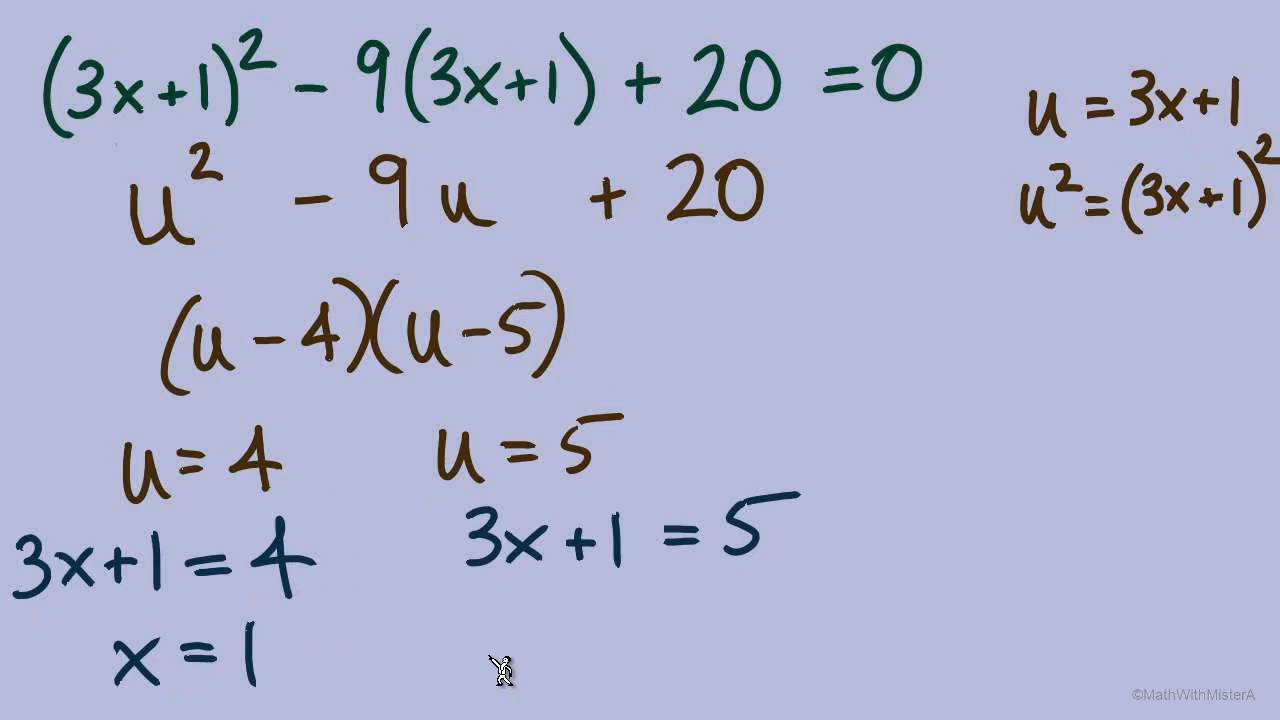 (3x+1)² - 9(3x+1) + 20 = 0
u = 3x+1
u² - 9u + 20
u² = (3x+1)²
(u-4)(u-5)
u = 4 u = 5
3x+1 = 4 3x+1 = 5
x = 1
©MathWithMisterA